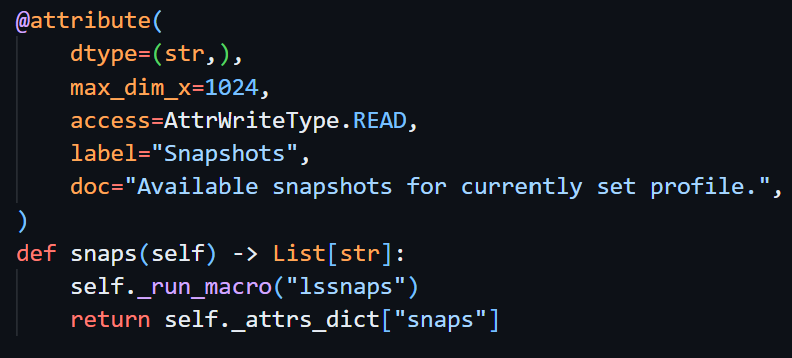 @attribute(
    dtype=(str,),
    max_dim_x=1024,
    access=AttrWriteType.READ,
    label="Snapshots",
    doc="Available snapshots for currently set profile.",
)
def snaps(self) -> List[str]:
    self._run_macro("lssnaps")
    return self._attrs_dict["snaps"]